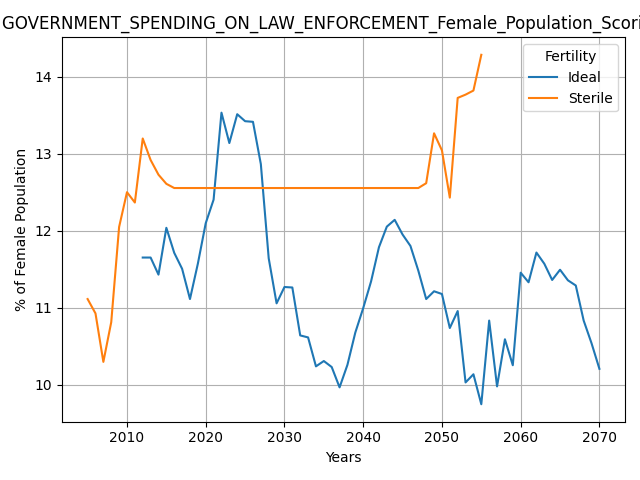 GOVERNMENT_SPENDING_ON_LAW_ENFORCEMENT_Female_Population_Scori
Fertility
Ideal
Sterile
14
13
12
11
10
% of Female Population
2010 2020 2030 2040 2050 2060 2070
Years